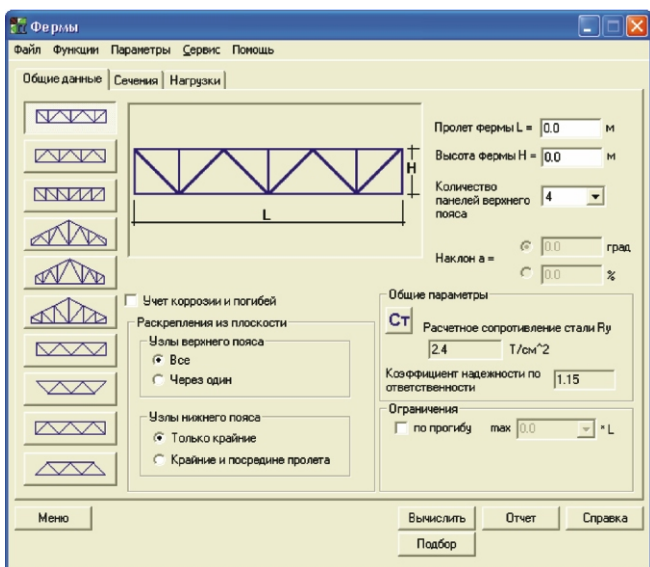 Фермы
Файл Функции Параметры Сервис Помощь
Общие данные Сечения Нагрузки
H
L
Пролет фермы L = 0.0 м
Высота фермы H = 0.0 м
Количество
панелей верхнего
пояса
4
Наклон a =
0.0 град
0.0 %
Учет коррозии и погибей
Раскрепления из плоскости
Узлы верхнего пояса
Все
Через один
Узлы нижнего пояса
Только крайние
Крайние и посредине пролета
Общие параметры
Ст
Расчетное сопротивление стали Ry
2.4 Т/см^2
Коэффициент надежности по
ответственности
1.15
Ограничения
по прогибу max 0.0 * L
Меню Вычислить Отчет Справка
Подбор